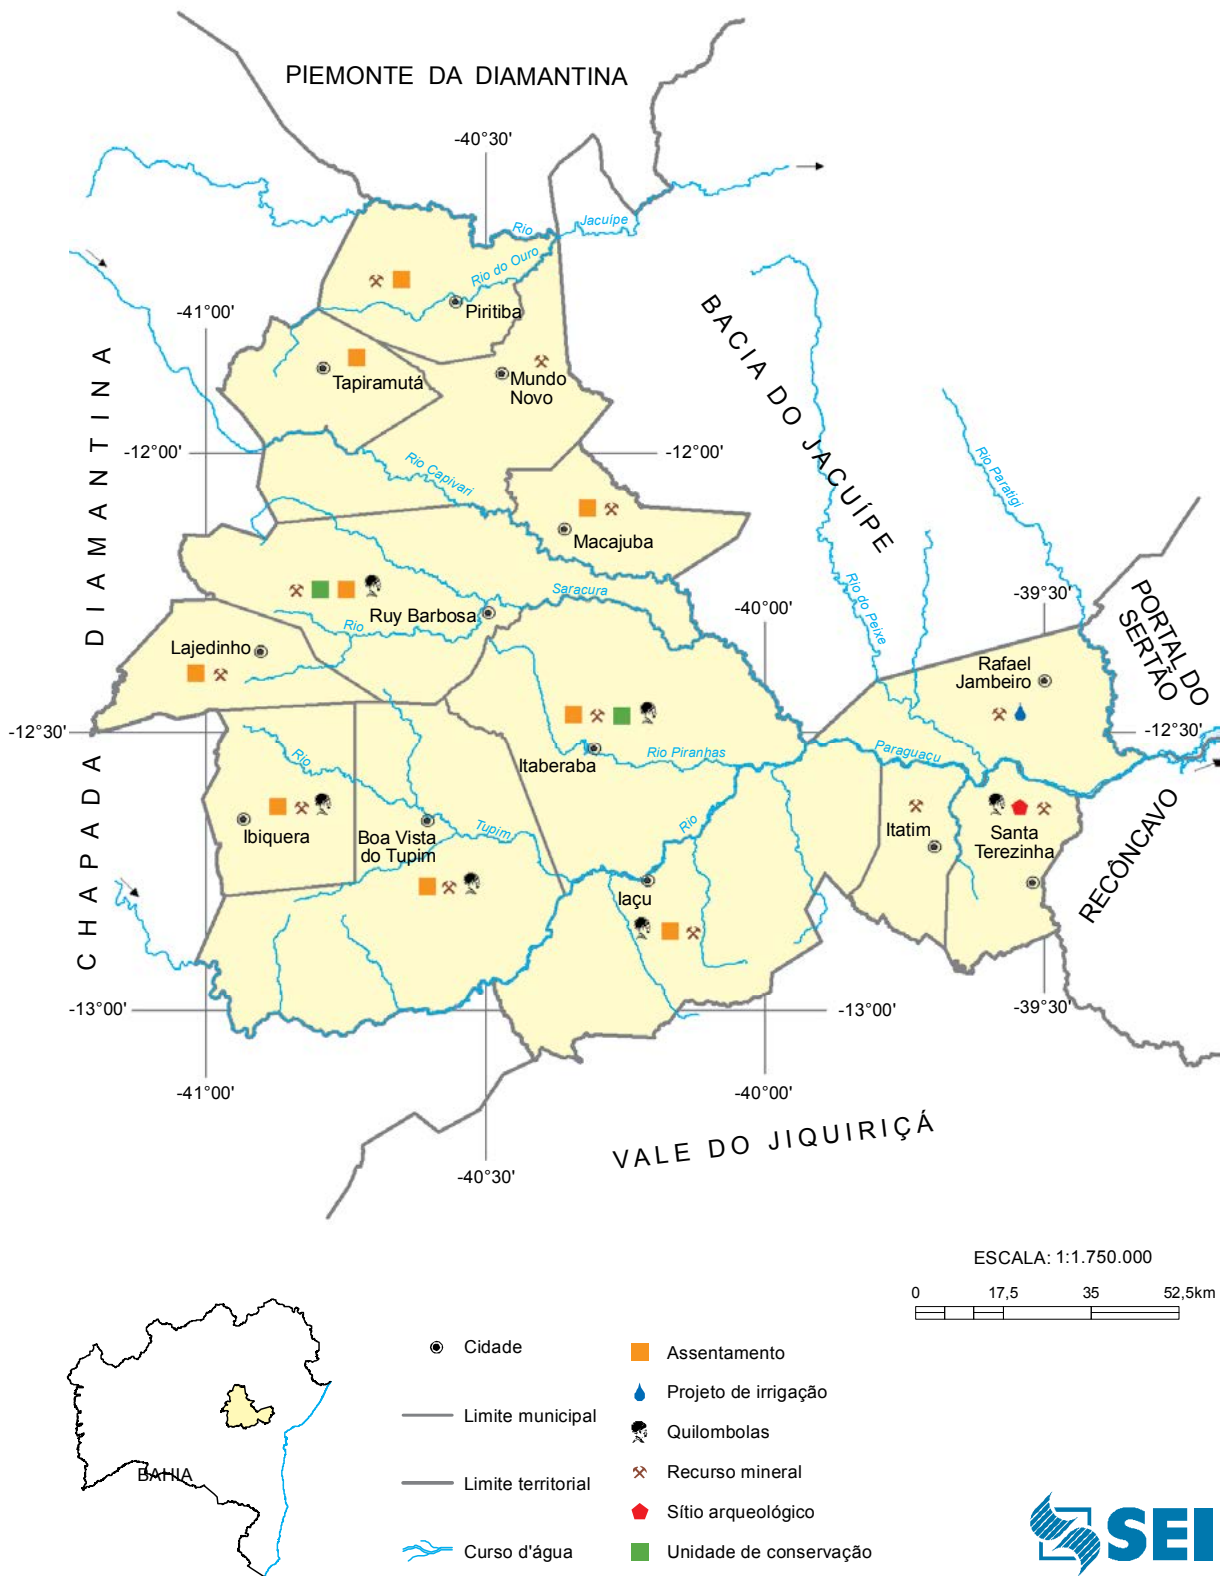 PIEMONTE DA DIAMANTINA
-40°30'
Rio
Jacuípe
Rio do Ouro
-41°00'
Piritiba
BACIA DO JACUÍPE
Tapiramutá
Mundo
Novo
CHAPADA DIAMANTINA
-12°00'
-12°00'
Rio Capivari
Rio Paratigi
Macajuba
Rio do Peixe
Saracura
-39°30'
-40°00'
Ruy Barbosa
Rio
PORTAL DO
SERTÃO
Lajedinho
Rafael
Jambeiro
-12°30'
-12°30'
Rio
Itaberaba
Rio Piranhas
Paraguaçu
RECÔNCAVO
Ibiquera
Boa Vista
do Tupim
Tupim
Rio
Itatim
Santa
Terezinha
Iaçu
-13°00'
-13°00'
-39°30'
-41°00'
-40°00'
VALE DO JIQUIRIÇÁ
-40°30'
ESCALA: 1:1.750.000
0 17,5 35 52,5km
BAHIA
Cidade
Limite municipal
Limite territorial
Curso d'água
Assentamento
Projeto de irrigação
Quilombolas
Recurso mineral
Sítio arqueológico
Unidade de conservação
SEI